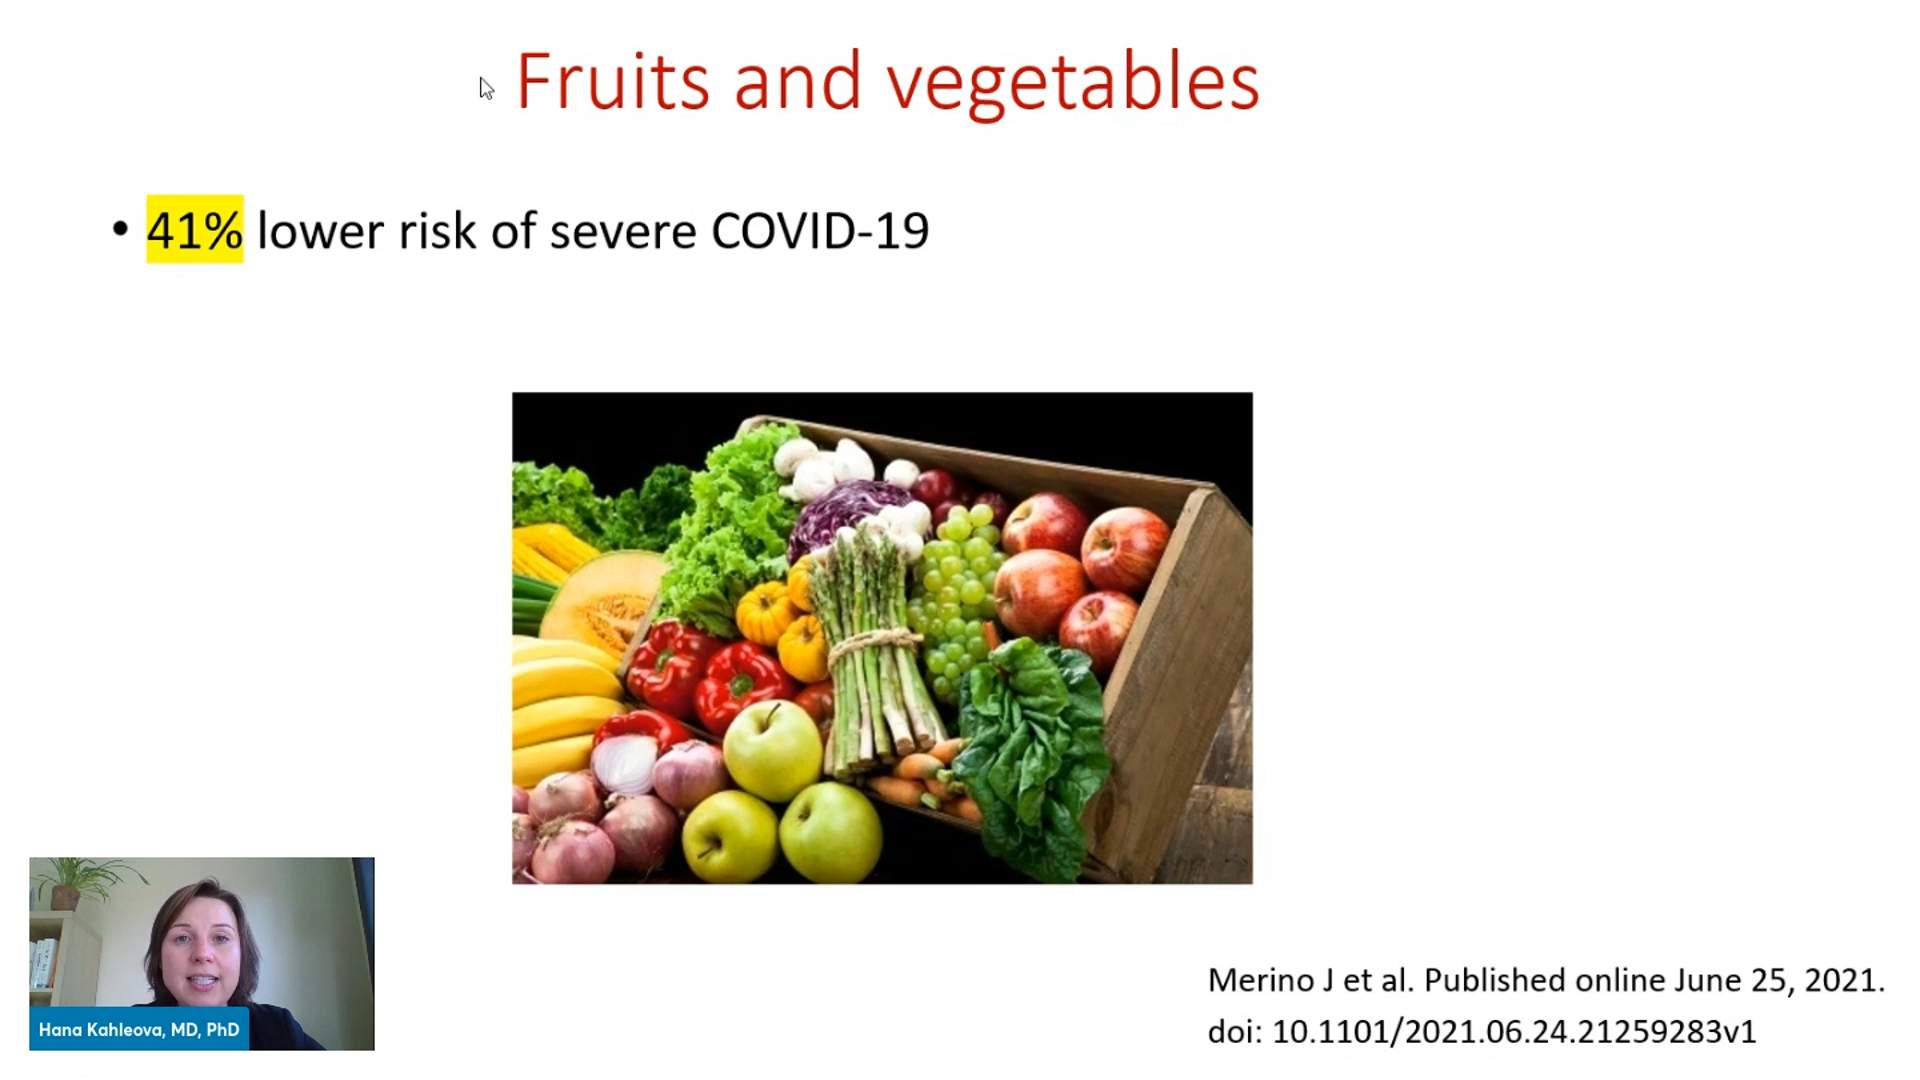 Fruits and vegetables
• 41% lower risk of severe COVID-19
Hana Kahleova, MD, PhD
Merino J et al. Published online June 25, 2021.
doi: 10.1101/2021.06.24.21259283v1